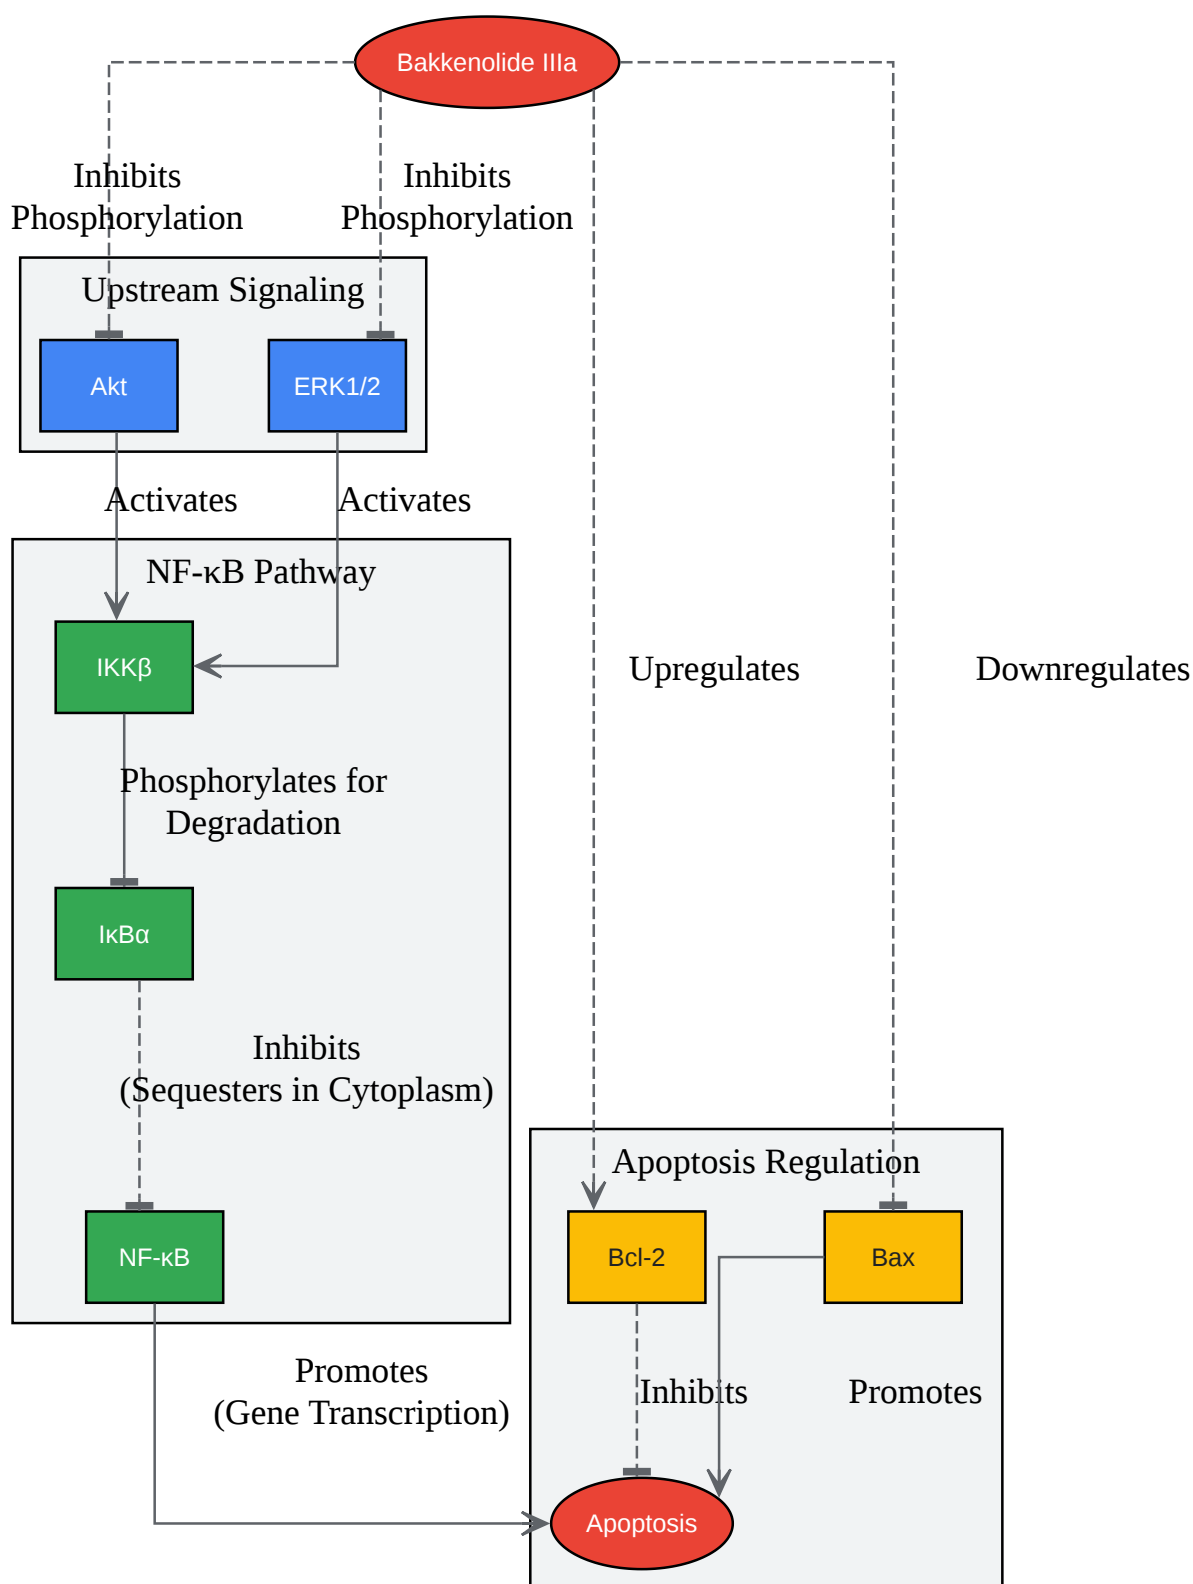 Bakkenolide IIIa
Inhibits
Phosphorylation
Inhibits
Phosphorylation
Upstream Signaling
Akt
ERK1/2
Activates
Activates
NF-κB Pathway
IKKβ
Upregulates
Downregulates
Phosphorylates for
Degradation
IκBα
Inhibits
(Sequesters in Cytoplasm)
Apoptosis Regulation
NF-κB
Bcl-2
Bax
Promotes
(Gene Transcription)
Inhibits
Promotes
Apoptosis